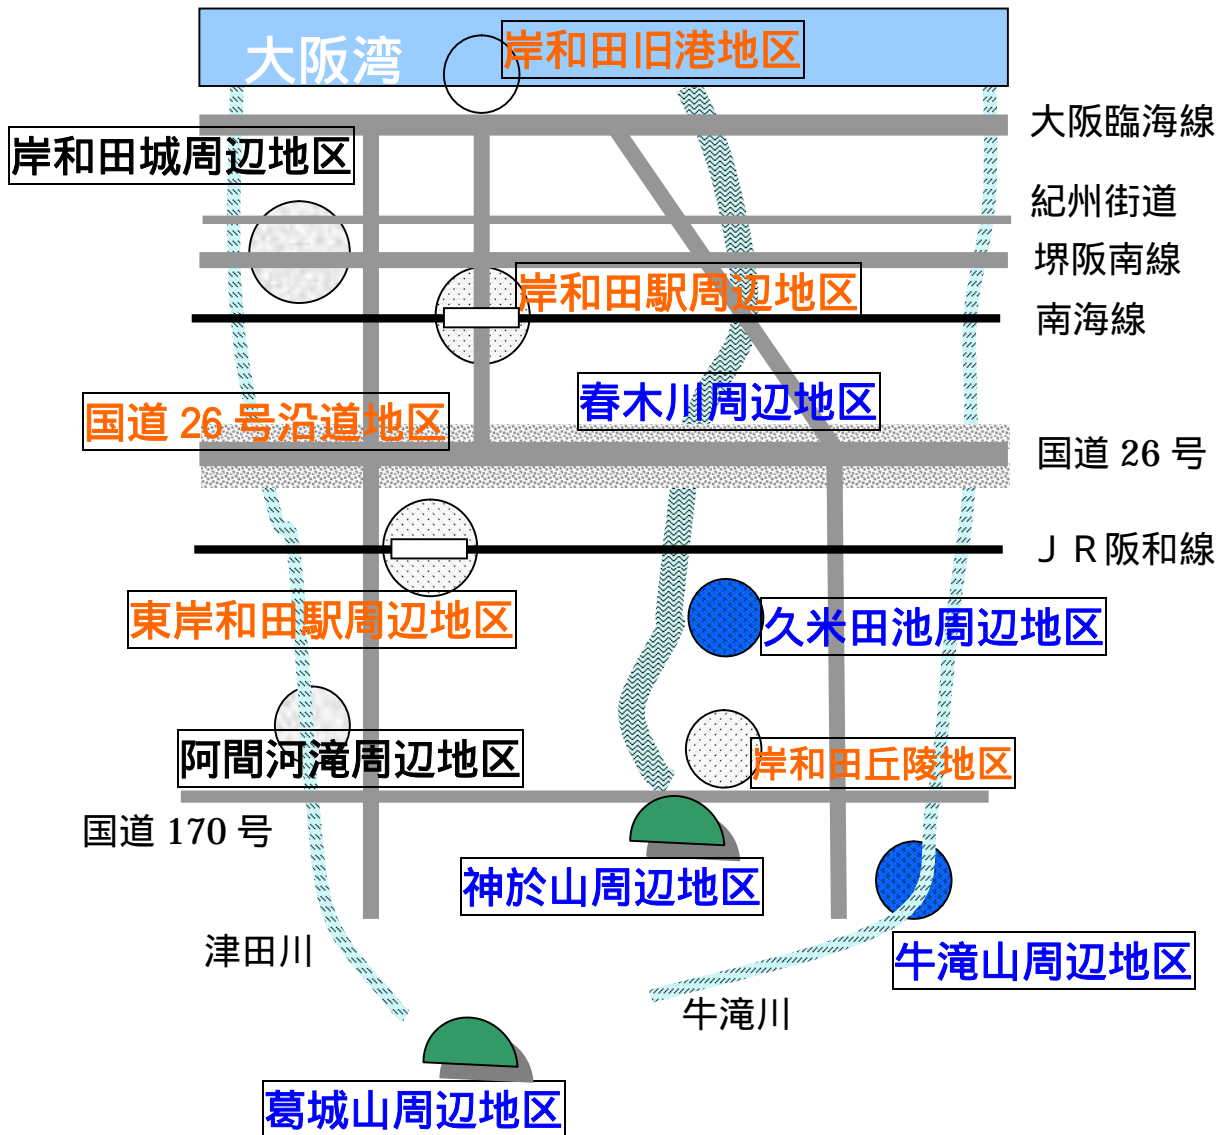 大阪湾
岸和田旧港地区
大阪臨海線
岸和田城周辺地区
紀州街道
堺阪南線
岸和田駅周辺地区
南海線
春木川周辺地区
国道 26 号沿道地区
国道 26 号
ＪＲ阪和線
東岸和田駅周辺地区
久米田池周辺地区
阿間河滝周辺地区
岸和田丘陵地区
国道 170 号
神於山周辺地区
津田川
牛滝山周辺地区
牛滝川
葛城山周辺地区